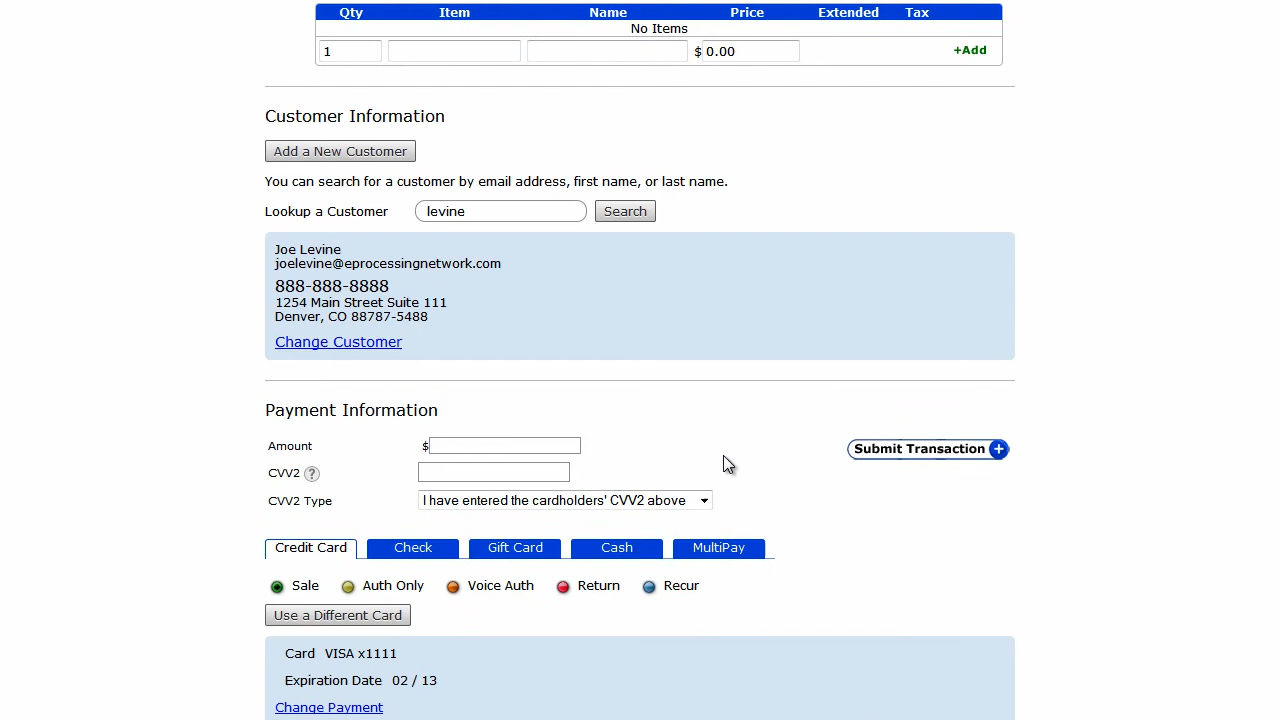 Qty Item Name Price Extended Tax
No Items
1 $ 0.00 +Add
Customer Information
Add a New Customer
You can search for a customer by email address, first name, or last name.
Lookup a Customer levine Search
Joe Levine
joelevine@eprocessingnetwork.com
888-888-8888
1254 Main Street Suite 111
Denver, CO 88787-5488
Change Customer
Payment Information
Amount $ Submit Transaction +
CVV2 ?
CVV2 Type I have entered the cardholders' CVV2 above
Credit Card Check Gift Card Cash MultiPay
Sale Auth Only Voice Auth Return Recur
Use a Different Card
Card VISA x1111
Expiration Date 02 / 13
Change Payment